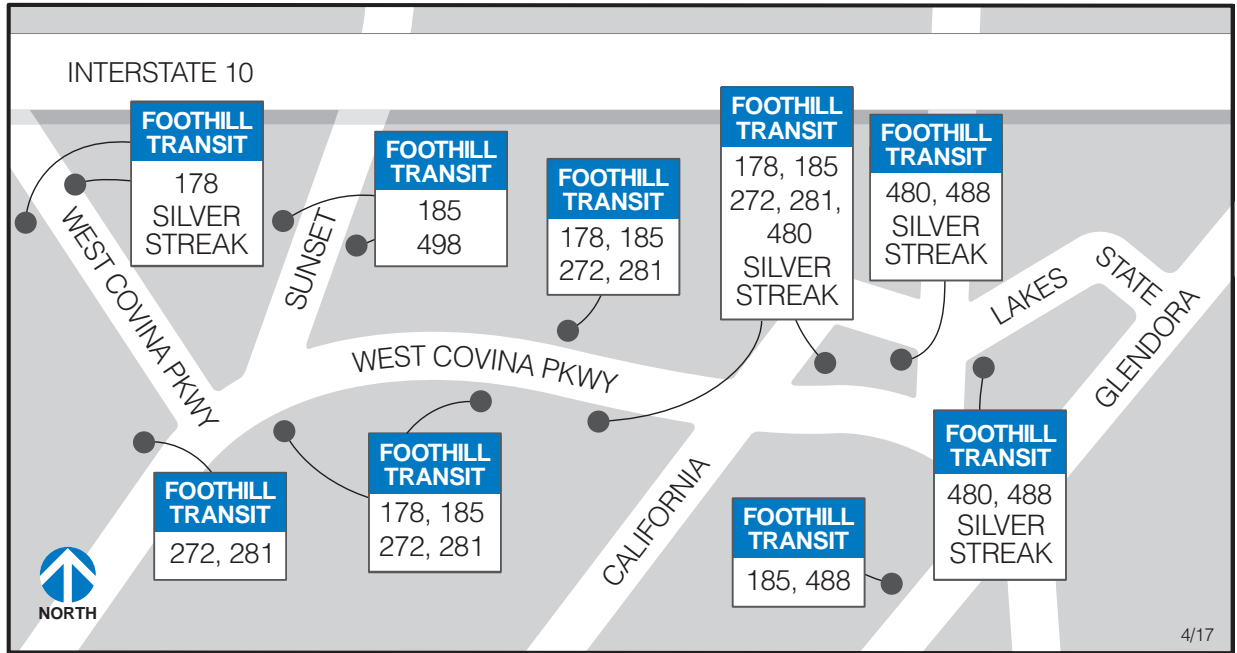 INTERSTATE 10
FOOTHILL
TRANSIT
178
SILVER
STREAK
FOOTHILL
TRANSIT
185
498
FOOTHILL
TRANSIT
178, 185
272, 281
FOOTHILL
TRANSIT
178, 185
272, 281,
480
SILVER
STREAK
FOOTHILL
TRANSIT
480, 488
SILVER
STREAK
WEST COVINA PKWY
SUNSET
WEST COVINA PKWY
LAKES
STATE
GLENDORA
CALIFORNIA
FOOTHILL
TRANSIT
272, 281
FOOTHILL
TRANSIT
178, 185
272, 281
FOOTHILL
TRANSIT
185, 488
FOOTHILL
TRANSIT
480, 488
SILVER
STREAK
NORTH
4/17